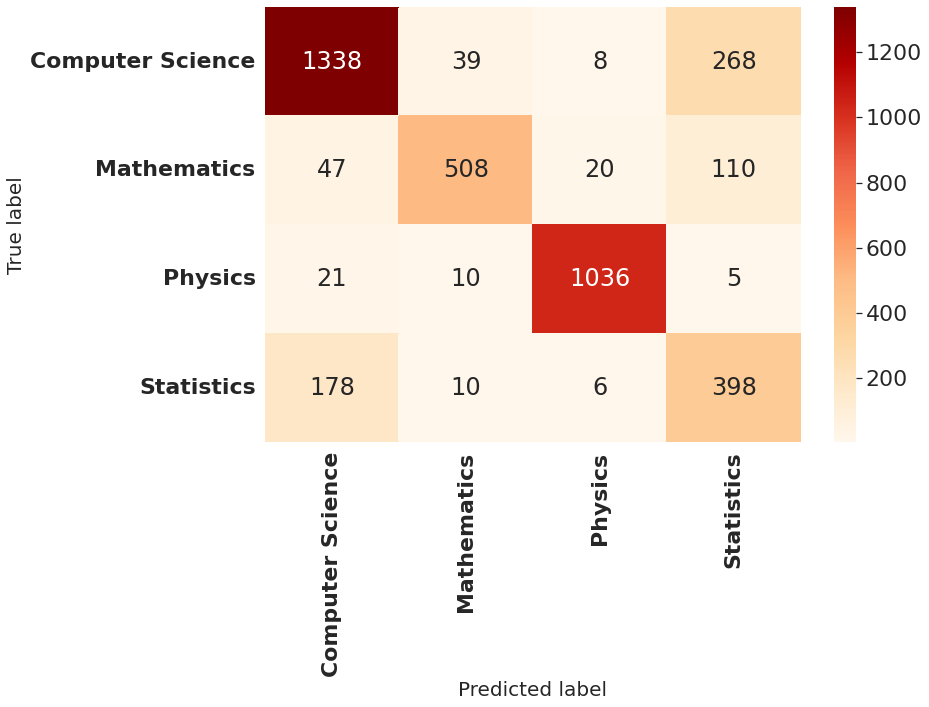 Computer Science 1338 39 8 268
Mathematics 47 508 20 110
Physics 21 10 1036 5
Statistics 178 10 6 398
True label
Computer Science
Mathematics
Physics
Statistics
Predicted label
1200
1000
800
600
400
200